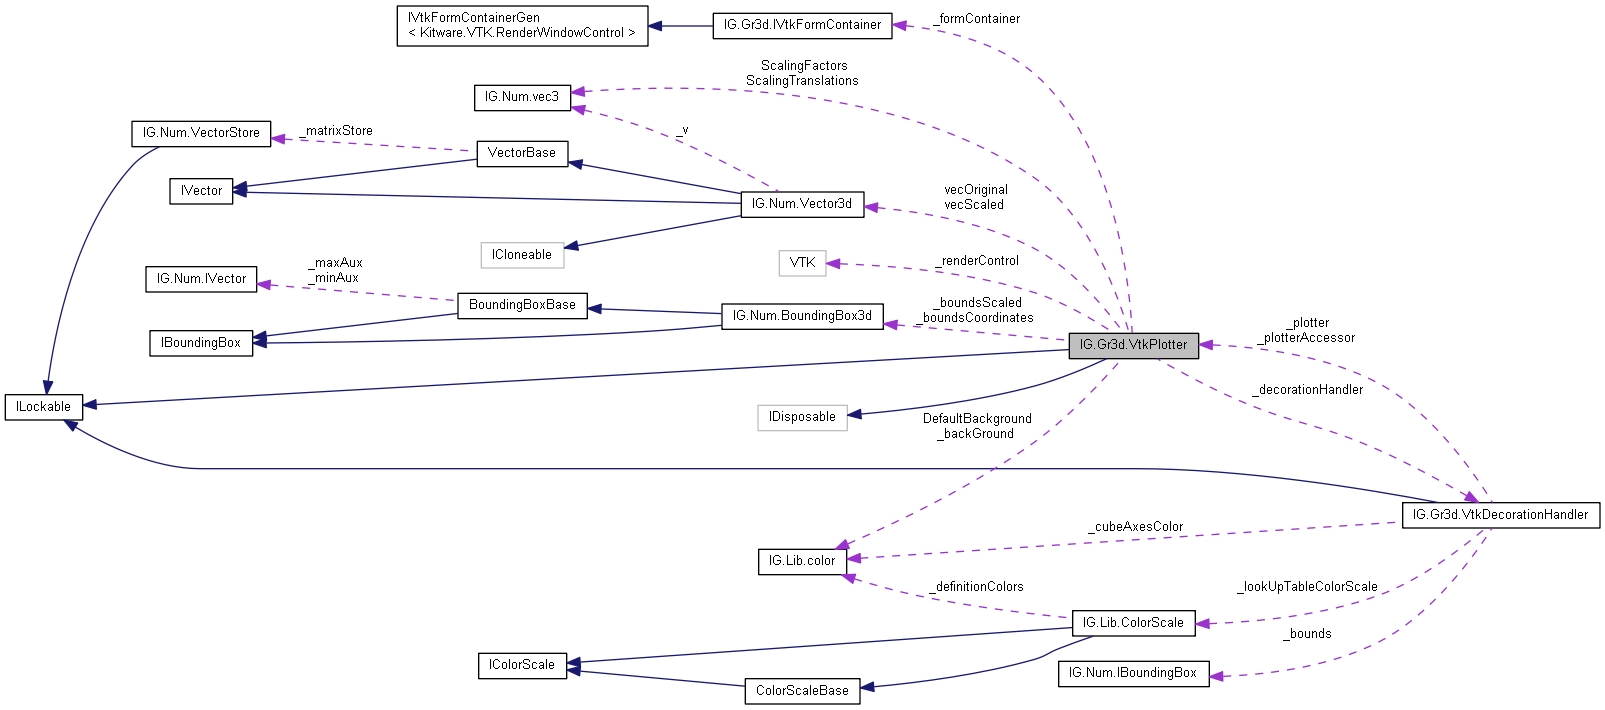 IVtkFormContainerGen
< Kitware.VTK.RenderWindowControl >
IG.Gr3d.IVtkFormContainer
_formContainer
ScalingFactors
ScalingTranslations
IG.Num.vec3
IG.Num.VectorStore
_matrixStore
_v
VectorBase
IVector
IG.Num.Vector3d
vecOriginal
vecScaled
ICloneable
VTK
_renderControl
_maxAux
_minAux
IG.Num.IVector
BoundingBoxBase
IG.Num.BoundingBox3d
_boundsScaled
_boundsCoordinates
IBoundingBox
IG.Gr3d.VtkPlotter
_plotter
_plotterAccessor
ILockable
IDisposable
_decorationHandler
DefaultBackground
_backGround
IG.Gr3d.VtkDecorationHandler
_cubeAxesColor
IG.Lib.color
_definitionColors
_lookUpTableColorScale
IG.Lib.ColorScale
_bounds
IColorScale
IG.Num.IBoundingBox
ColorScaleBase